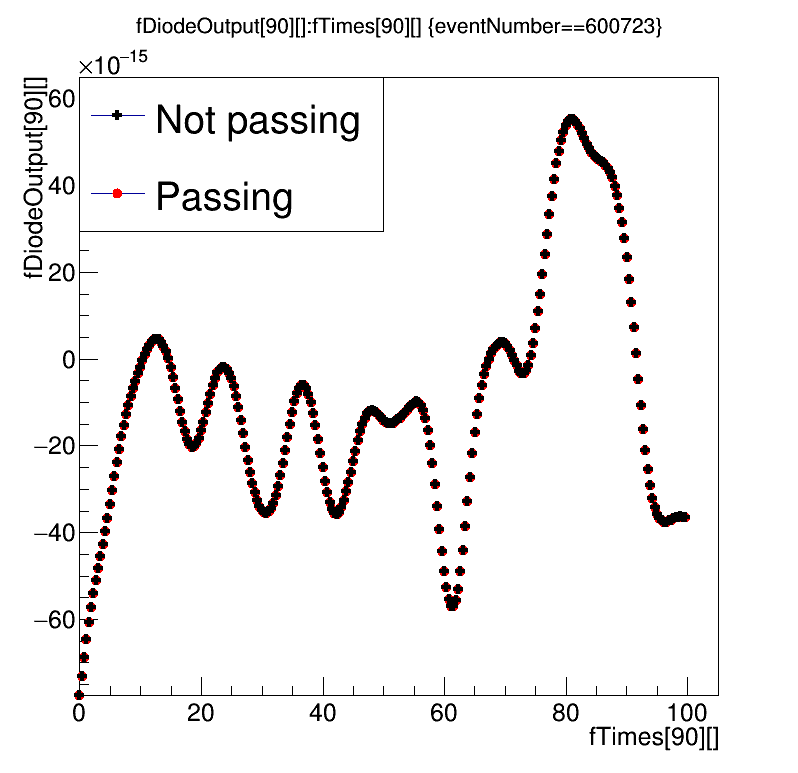 fDiodeOutput[90][]:fTimes[90][] {eventNumber==600723}
×10⁻¹⁵
fDiodeOutput[90][]
60
40
20
0
−20
−40
−60
Not passing
Passing
0 20 40 60 80 100
fTimes[90][]